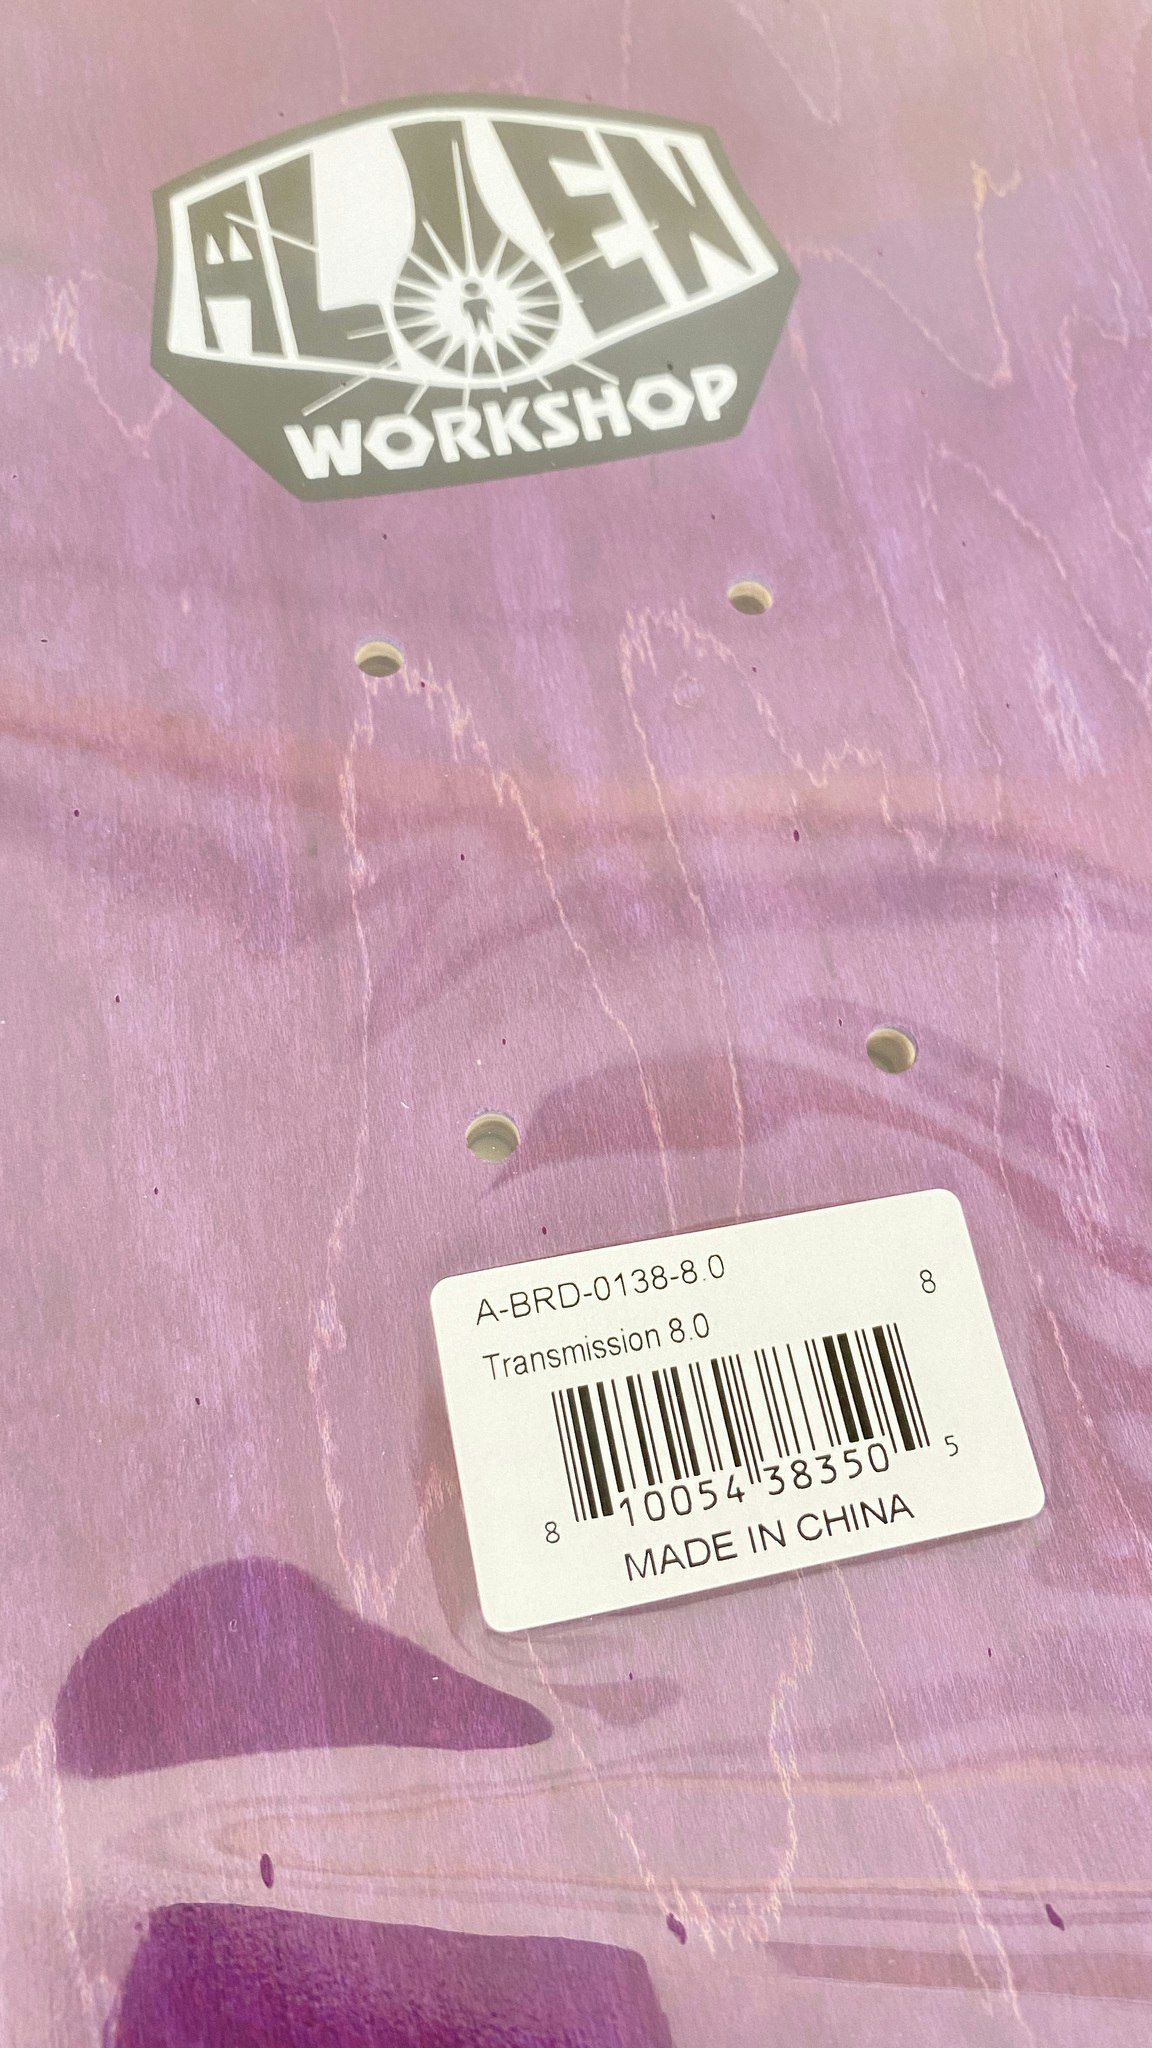 ALIEN
WORKSHOP
A-BRD-0138-8.0
8
Transmission 8.0
8 10054 38350 5
MADE IN CHINA